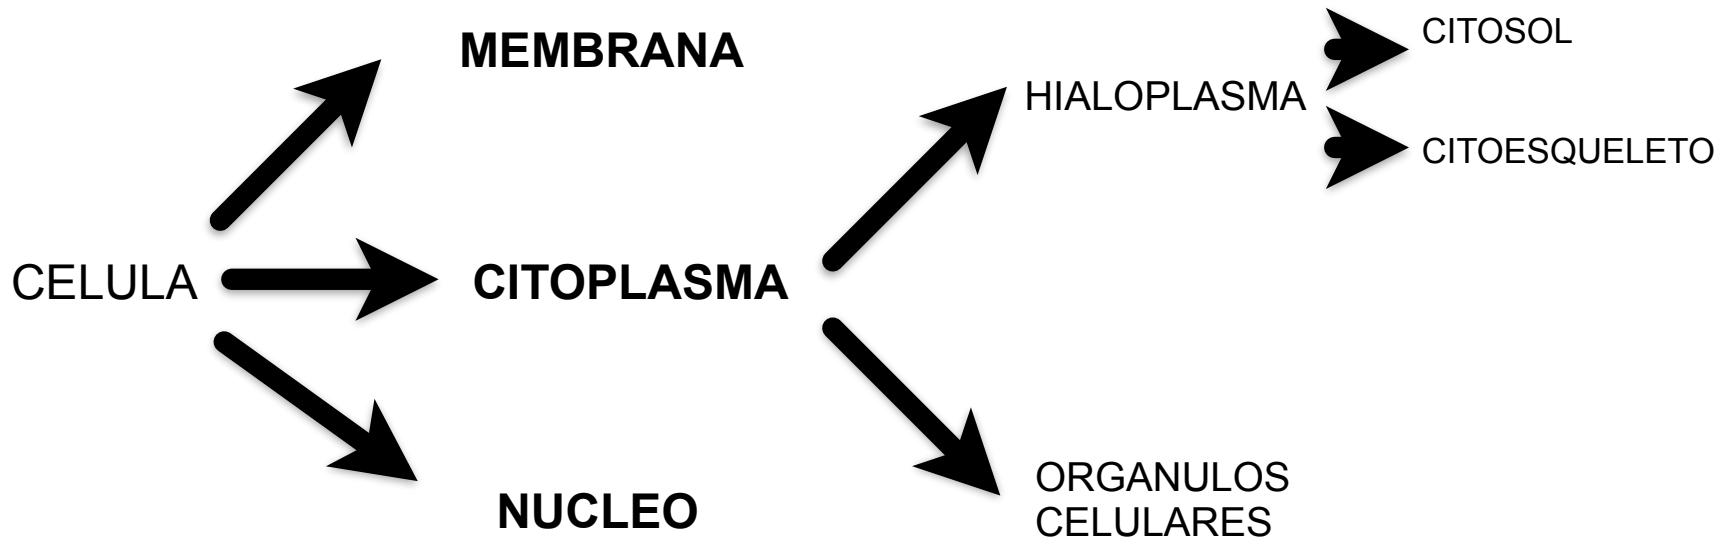 CELULA
MEMBRANA
CITOPLASMA
NUCLEO
HIALOPLASMA
ORGANULOS
CELULARES
CITOSOL
CITOESQUELETO